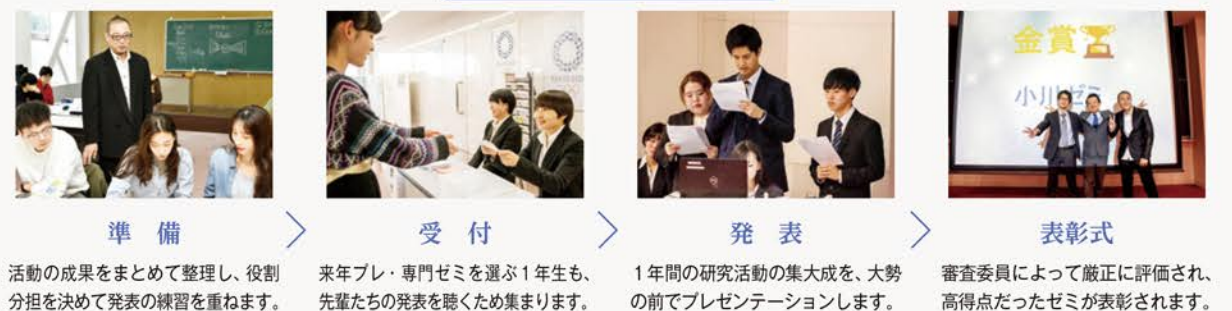 金賞
小川ゼミ
準備
活動の成果をまとめて整理し、役割
分担を決めて発表の練習を重ねます。
受付
来年プレ・専門ゼミを選ぶ1年生も、
先輩たちの発表を聴くため集まります。
発表
1年間の研究活動の集大成を、大勢
の前でプレゼンテーションします。
表彰式
審査委員によって厳正に評価され、
高得点だったゼミが表彰されます。